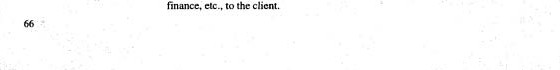 finance, etc., to the client.
66